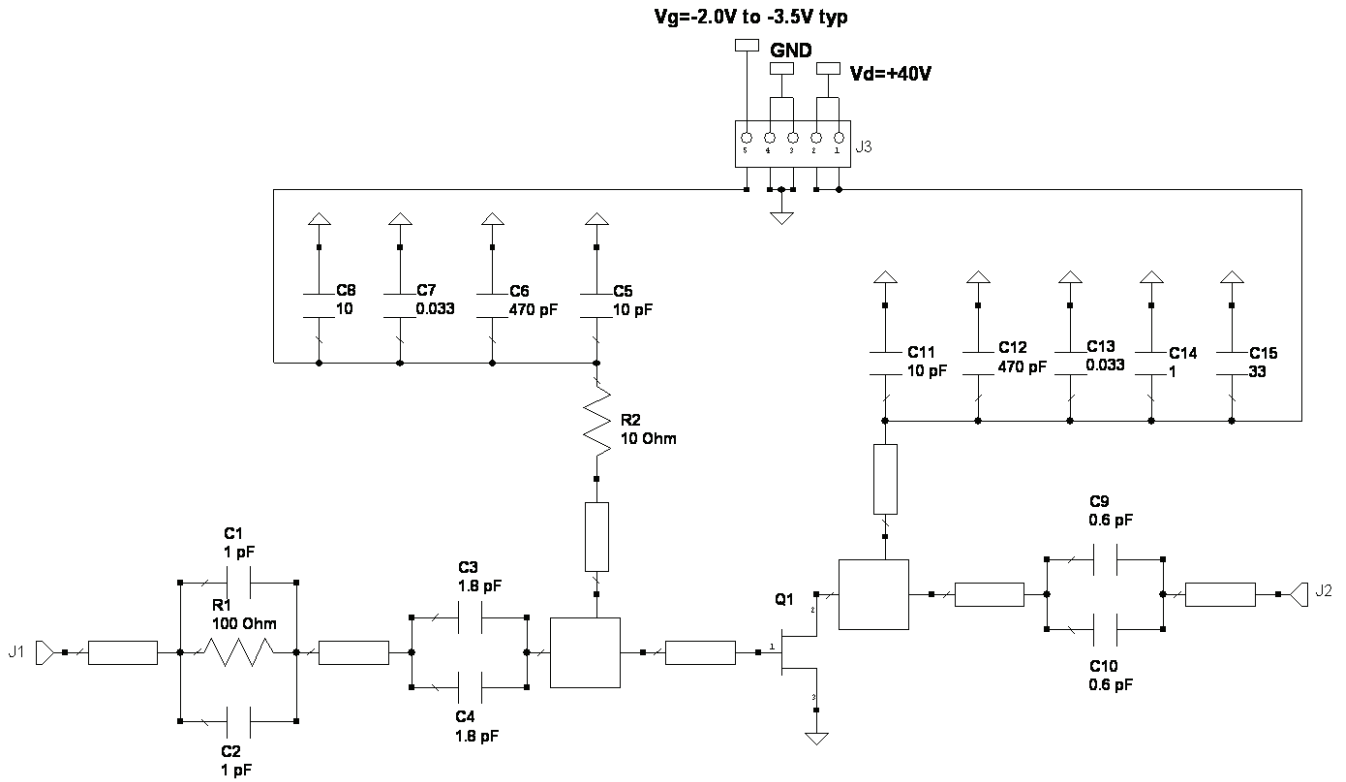 Vg=-2.0V to -3.5V typ
GND
Vd=+40V
5 4 3 2 1
J3
C8
10
C7
0.033
C6
470 pF
C5
10 pF
C11
10 pF
C12
470 pF
C13
0.033
C14
1
C15
33
R2
10 Ohm
C9
0.6 pF
C1
1 pF
C3
1.8 pF
Q1
2
J2
R1
100 Ohm
J1
1
C10
0.6 pF
3
C4
1.8 pF
C2
1 pF